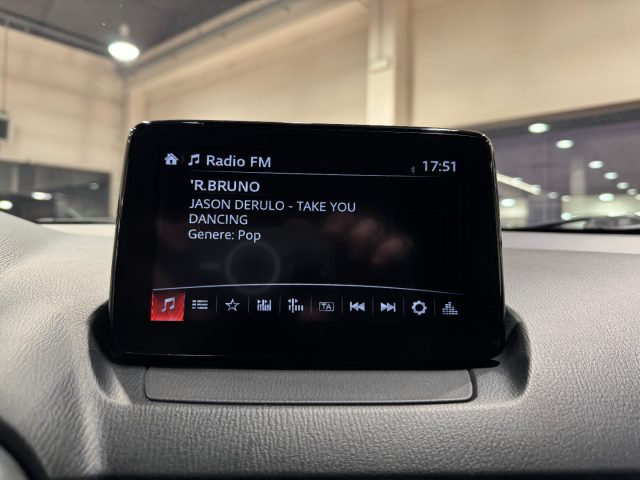 Radio FM
17:51
'R.BRUNO
JASON DERULO - TAKE YOU
DANCING
Genere: Pop
TA